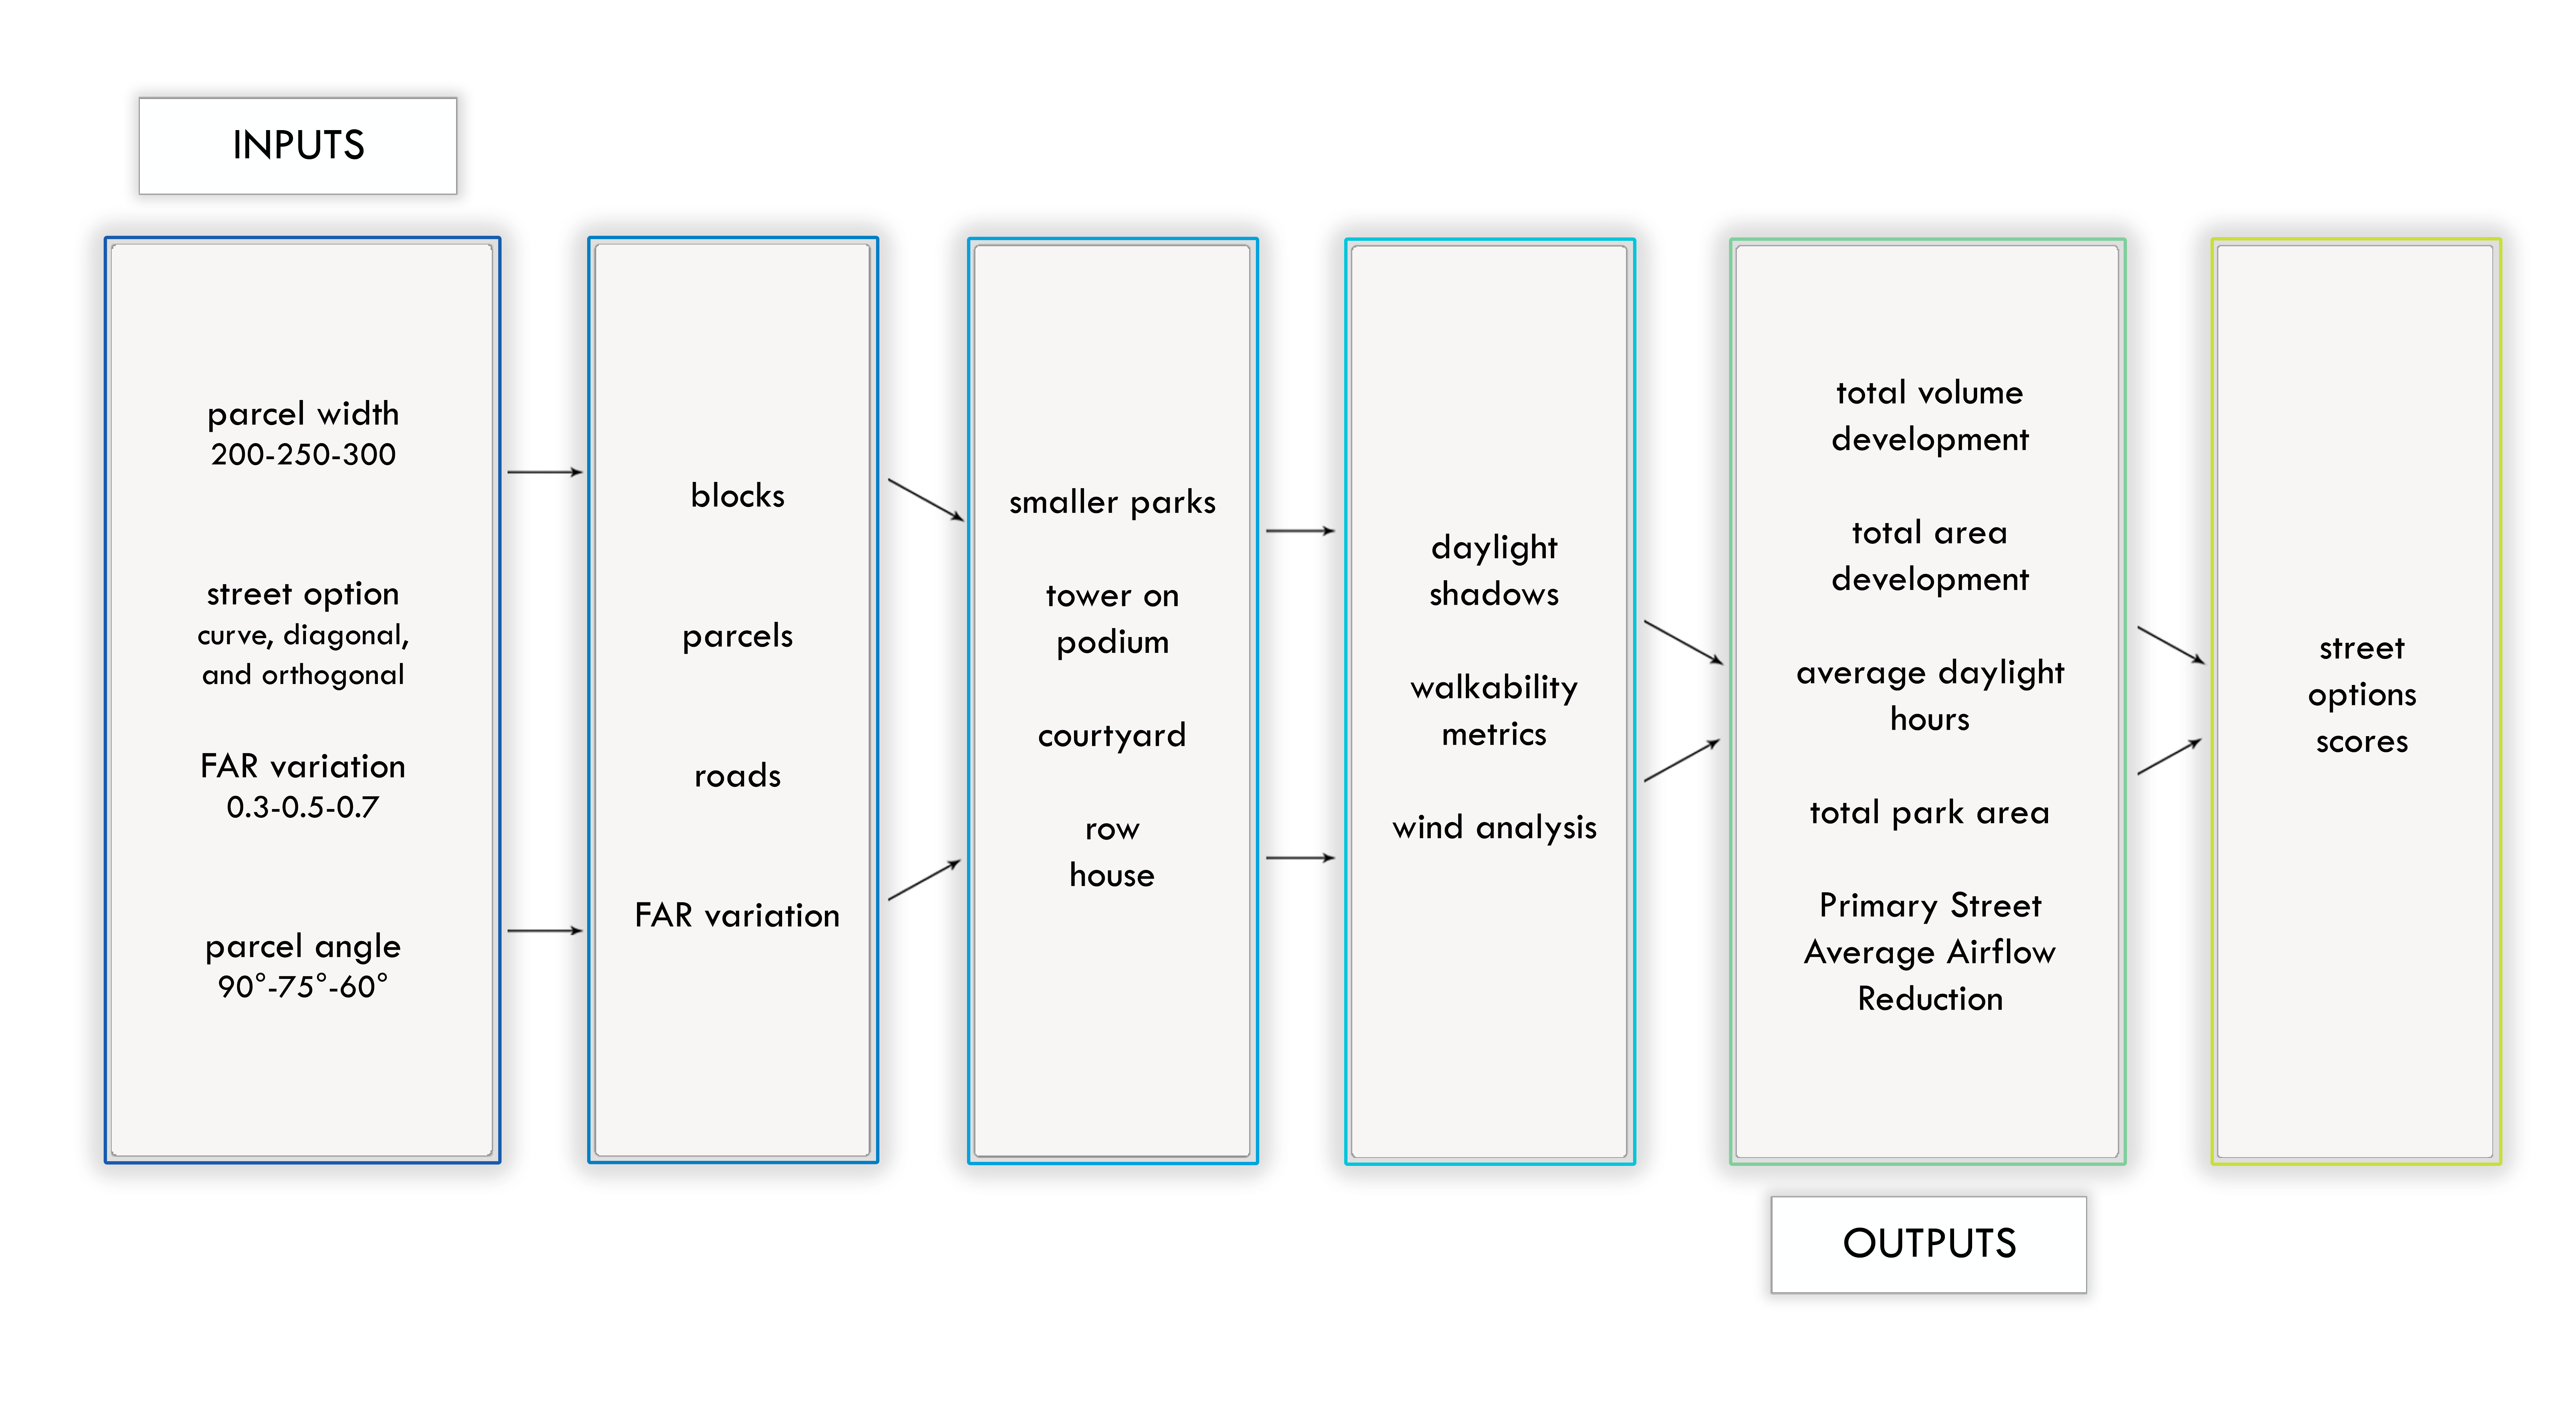 INPUTS
parcel width
200-250-300
street option
curve, diagonal,
and orthogonal
FAR variation
0.3-0.5-0.7
parcel angle
90°-75°-60°
blocks
parcels
roads
FAR variation
smaller parks
tower on
podium
courtyard
row
house
daylight
shadows
walkability
metrics
wind analysis
total volume
development
total area
development
average daylight
hours
total park area
Primary Street
Average Airflow
Reduction
OUTPUTS
street
options
scores